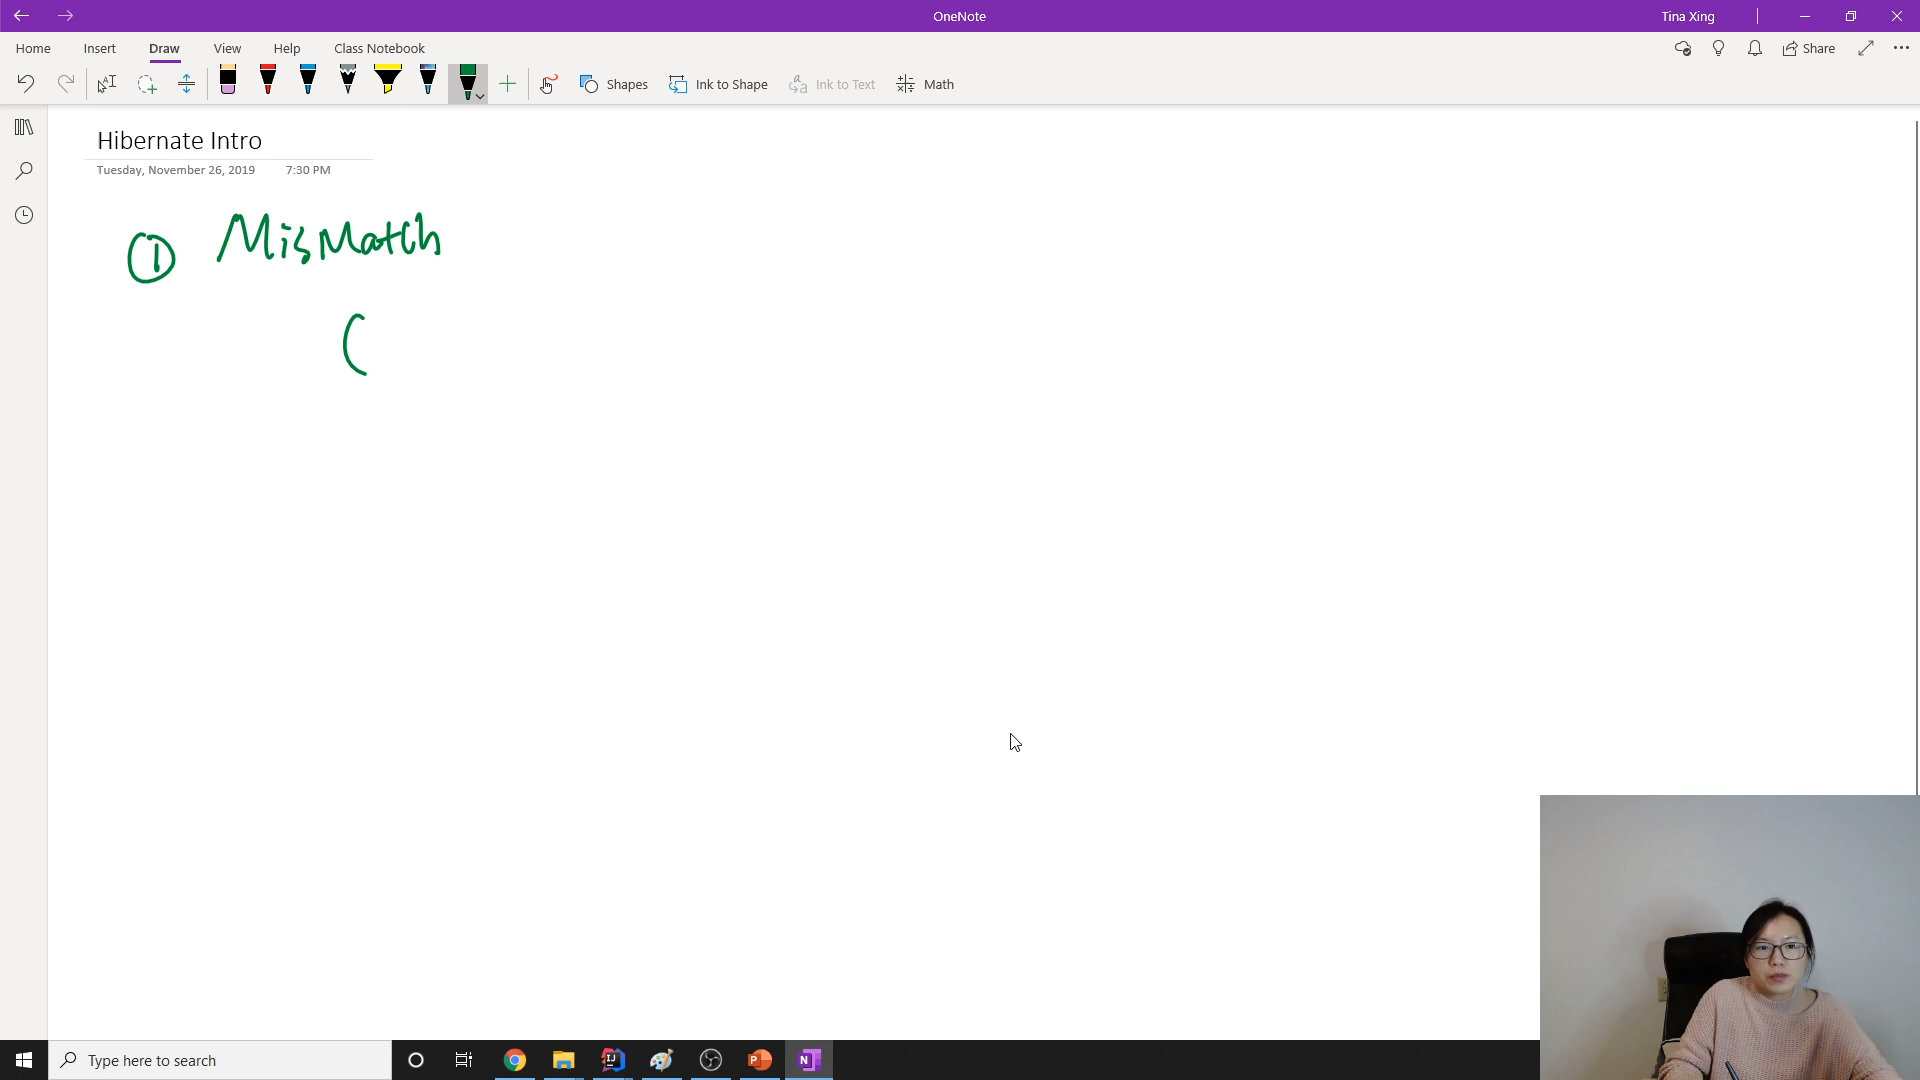 OneNote
Tina Xing
Home Insert Draw View Help Class Notebook
Share
Shapes Ink to Shape Ink to Text Math
Hibernate Intro
Tuesday, November 26, 2019 7:30 PM
① MisMatch
(
Type here to search